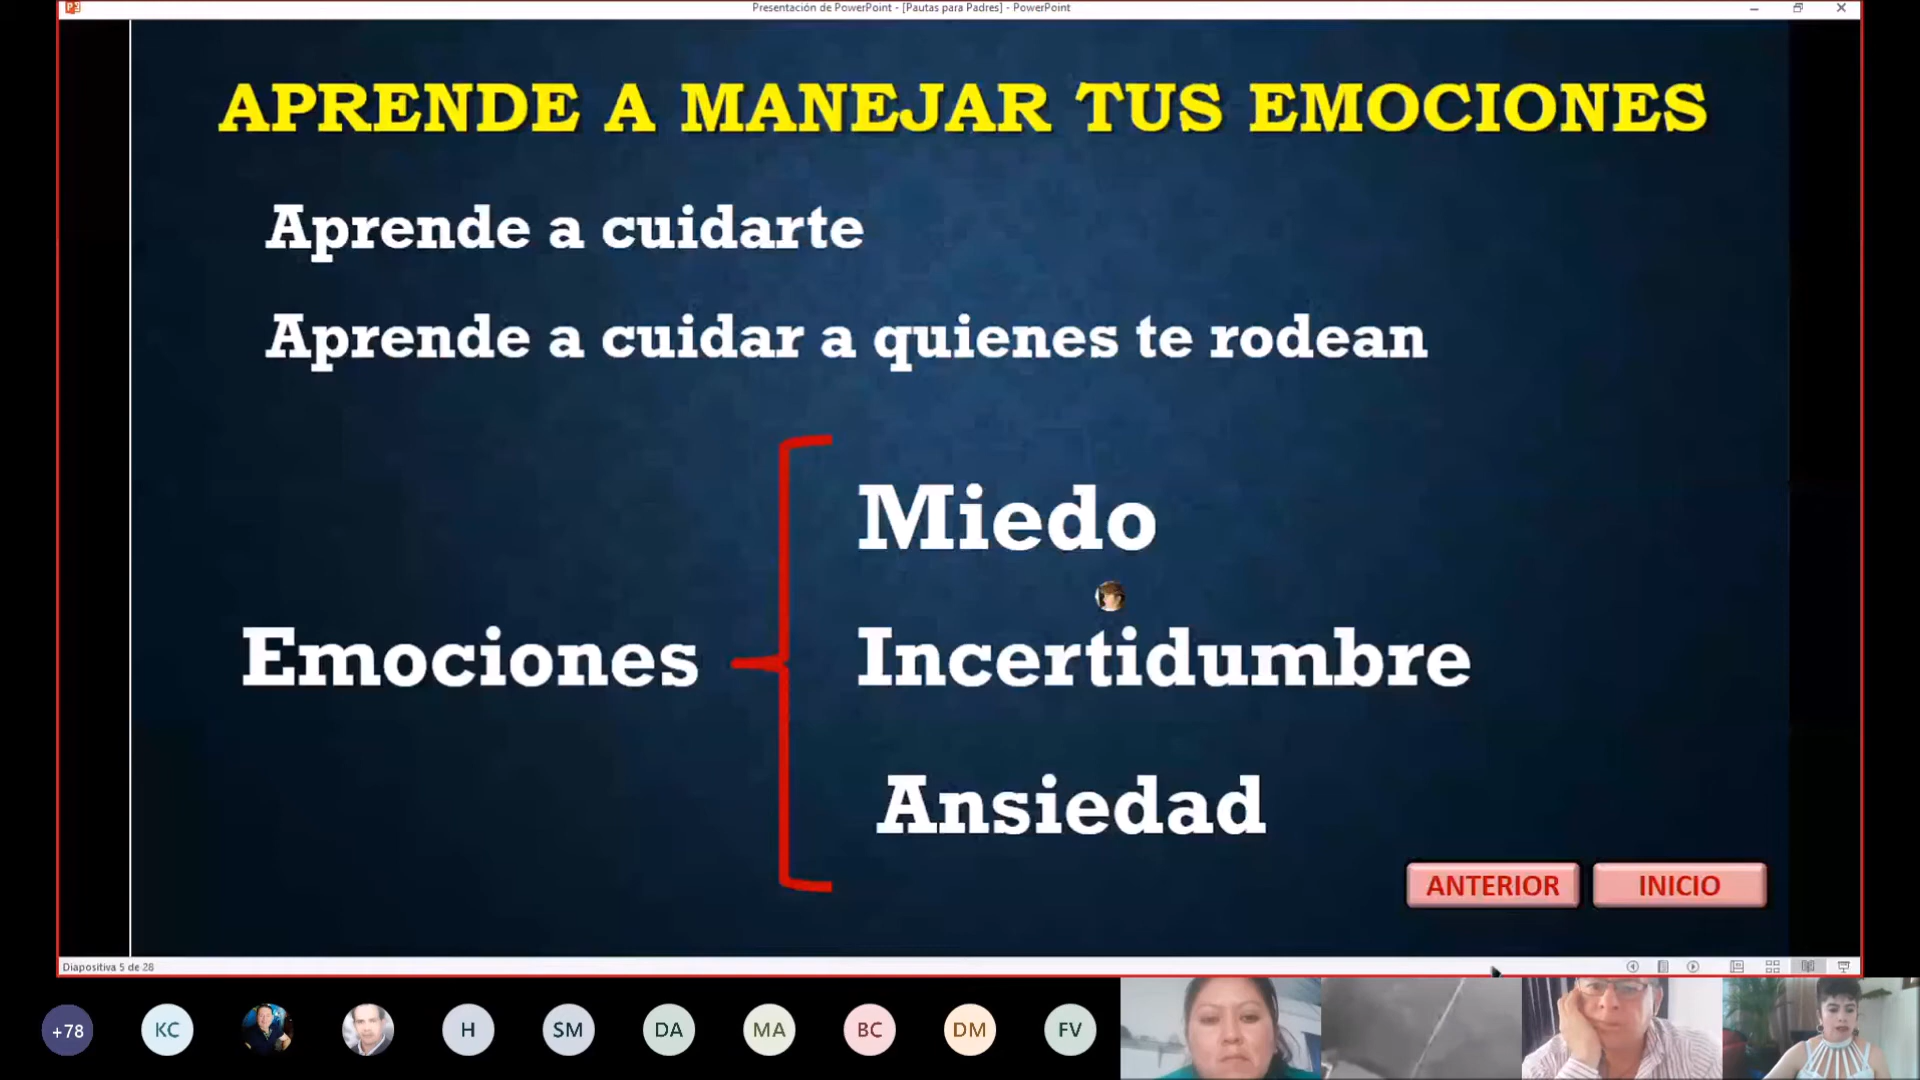 Presentación de PowerPoint - [Pautas para Padres] - PowerPoint
APRENDE A MANEJAR TUS EMOCIONES
Aprende a cuidarte
Aprende a cuidar a quienes te rodean
Miedo
Emociones
Incertidumbre
Ansiedad
ANTERIOR
INICIO
Diapositiva 5 de 28
+78
KC
H
SM
DA
MA
BC
DM
FV